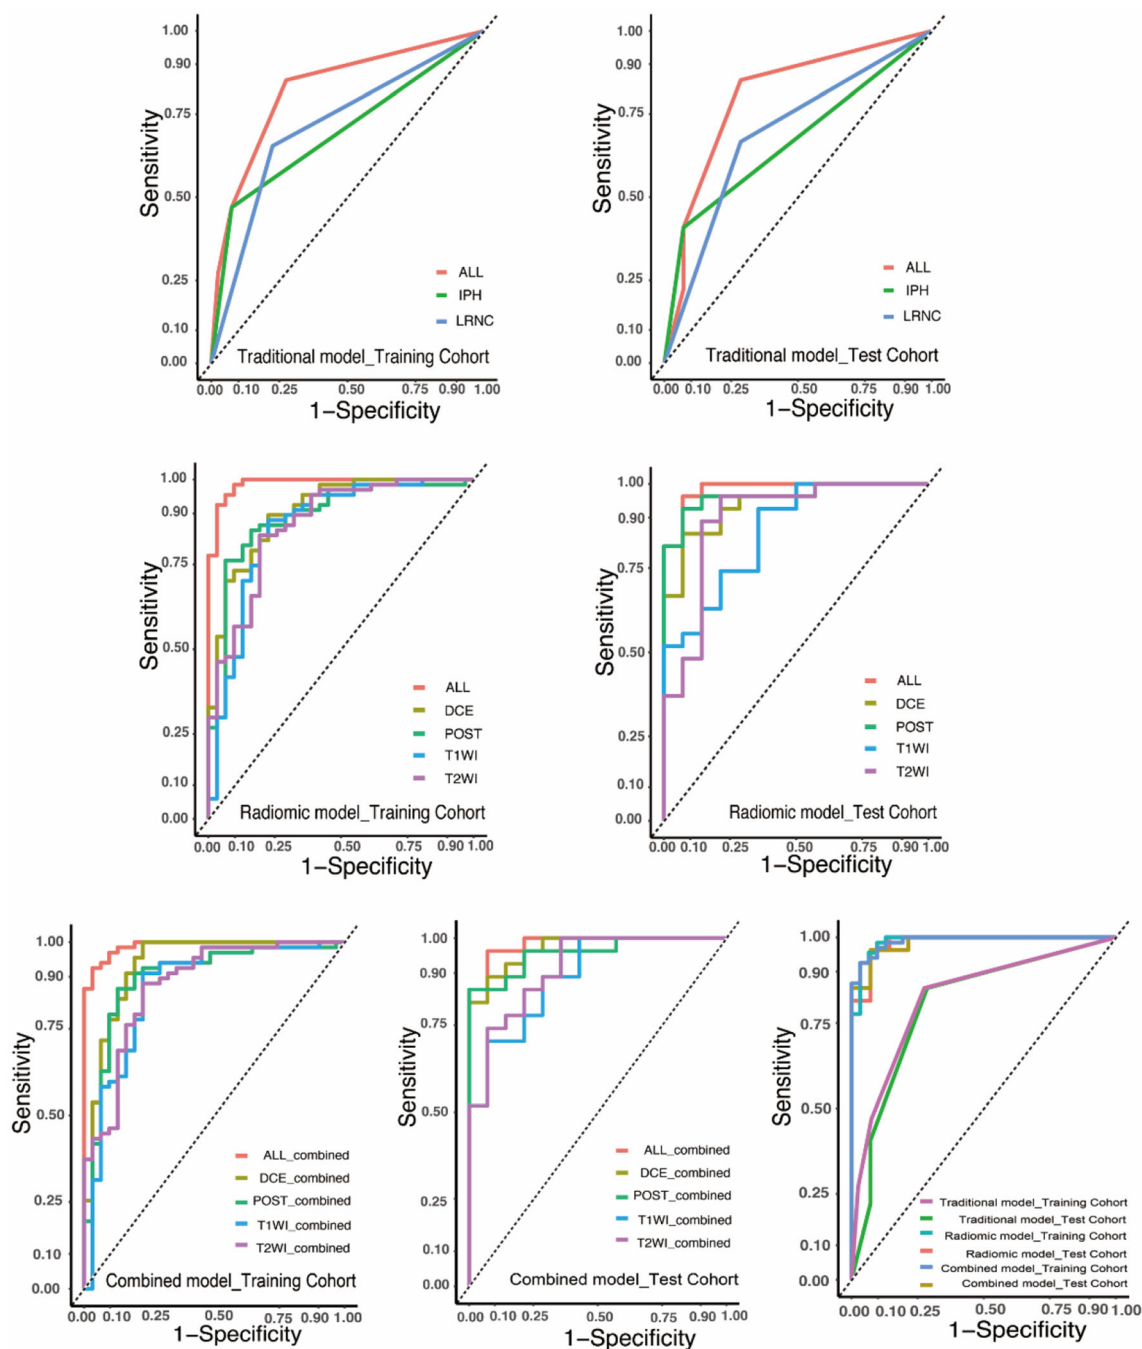 1.00
0.90
0.75
0.50
0.25
0.10
0.00
Sensitivity
ALL
IPH
LRNC
Traditional model_Training Cohort
0.00 0.10 0.25 0.50 0.75 0.90 1.00
1−Specificity
1.00
0.90
0.75
0.50
0.25
0.10
0.00
Sensitivity
ALL
IPH
LRNC
Traditional model_Test Cohort
0.00 0.10 0.25 0.50 0.75 0.90 1.00
1−Specificity
1.00
0.90
0.75
0.50
0.25
0.10
0.00
Sensitivity
ALL
DCE
POST
T1WI
T2WI
Radiomic model_Training Cohort
0.00 0.10 0.25 0.50 0.75 0.90 1.00
1−Specificity
1.00
0.90
0.75
0.50
0.25
0.10
0.00
Sensitivity
ALL
DCE
POST
T1WI
T2WI
Radiomic model_Test Cohort
0.00 0.10 0.25 0.50 0.75 0.90 1.00
1−Specificity
1.00
0.90
0.75
0.50
0.25
0.10
0.00
Sensitivity
ALL_combined
DCE_combined
POST_combined
T1WI_combined
T2WI_combined
Combined model_Training Cohort
0.00 0.10 0.25 0.50 0.75 0.90 1.00
1−Specificity
1.00
0.90
0.75
0.50
0.25
0.10
0.00
Sensitivity
ALL_combined
DCE_combined
POST_combined
T1WI_combined
T2WI_combined
Combined model_Test Cohort
0.00 0.10 0.25 0.50 0.75 0.90 1.00
1−Specificity
1.00
0.90
0.75
0.50
0.25
0.10
0.00
Sensitivity
Traditional model_Training Cohort
Traditional model_Test Cohort
Radiomic model_Training Cohort
Radiomic model_Test Cohort
Combined model_Training Cohort
Combined model_Test Cohort
0.00 0.10 0.25 0.50 0.75 0.90 1.00
1−Specificity